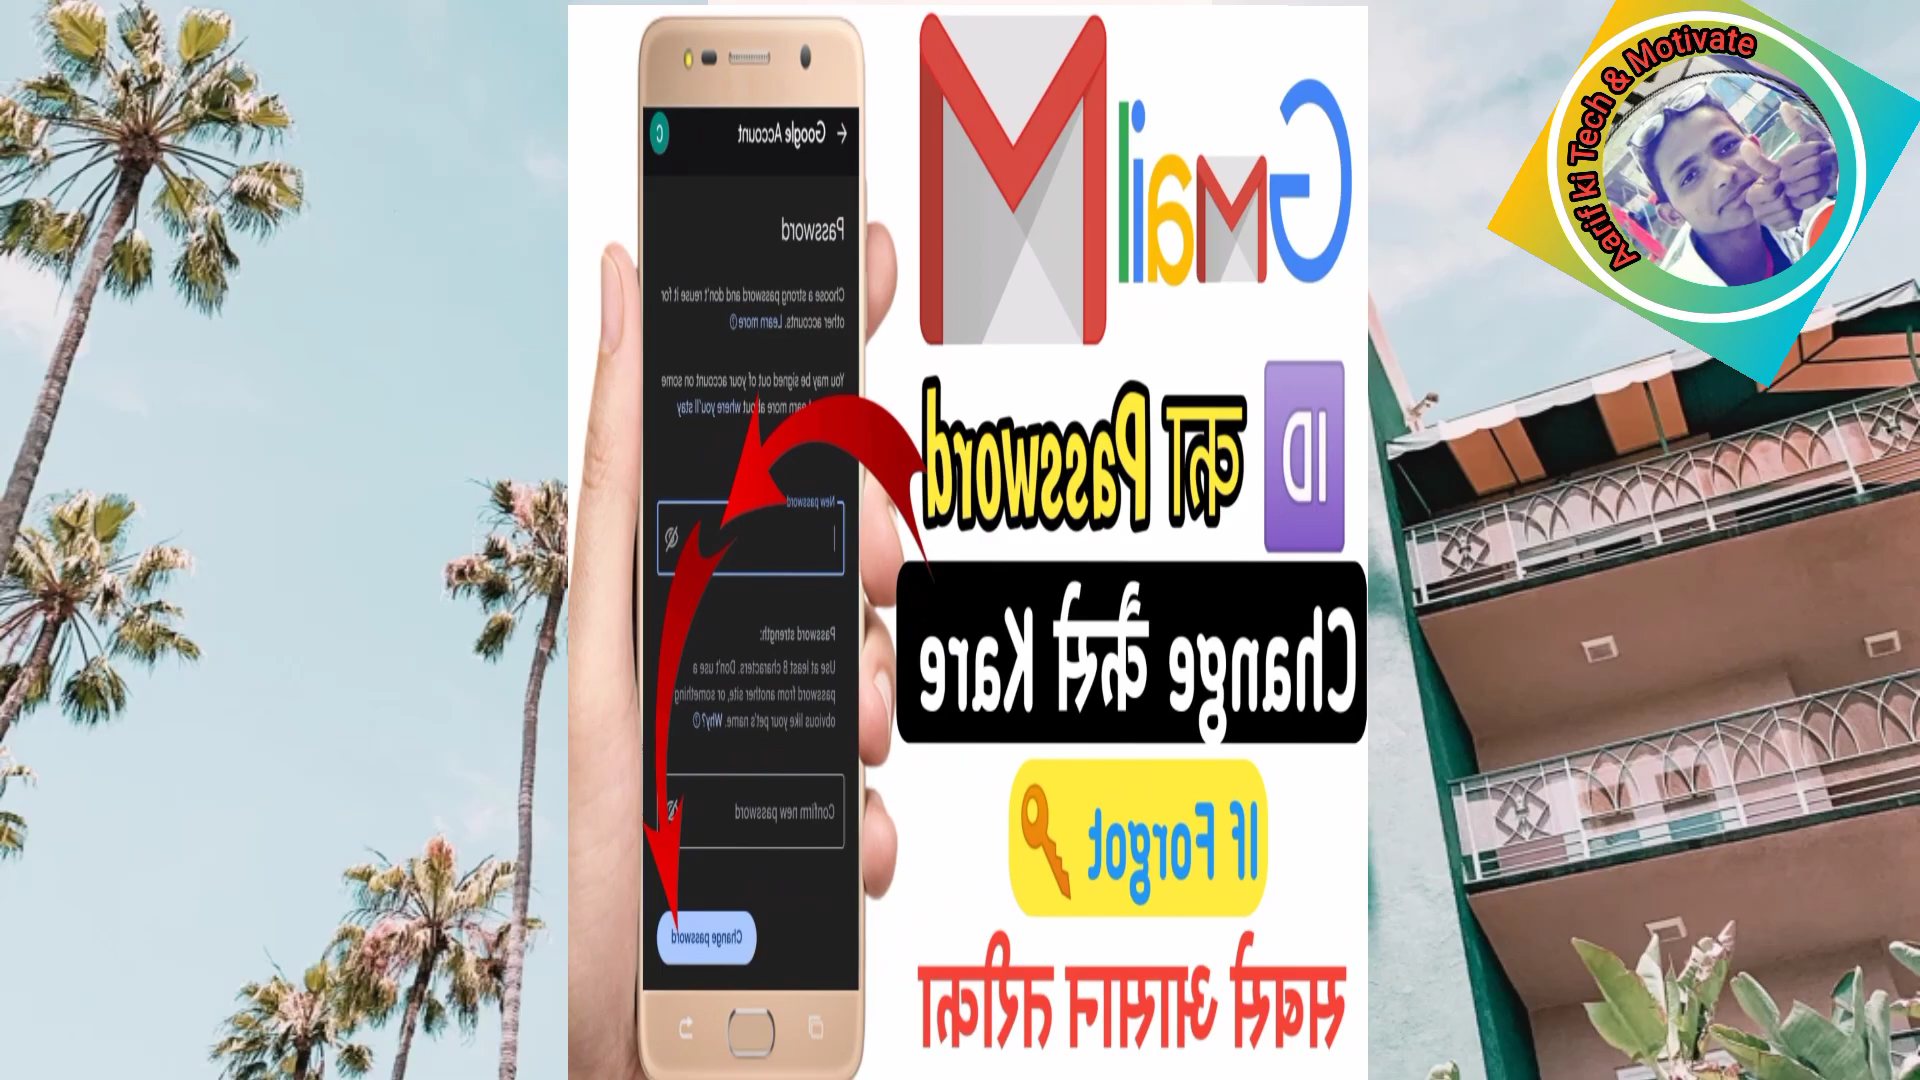 Aarif ki Tech & Motivate
GMail
ID का Password
Change कैसे Kare
If Forgot
सबसे आसान तरीका
Google Account
C
Password
Choose a strong password and don't reuse it for
other accounts. Learn more
You may be signed out of your account on some
more about where you'll stay
New password
Password strength:
Use at least 8 characters. Don't use a
password from another site, or something
obvious like your pet's name. Why?
Confirm new password
Change password